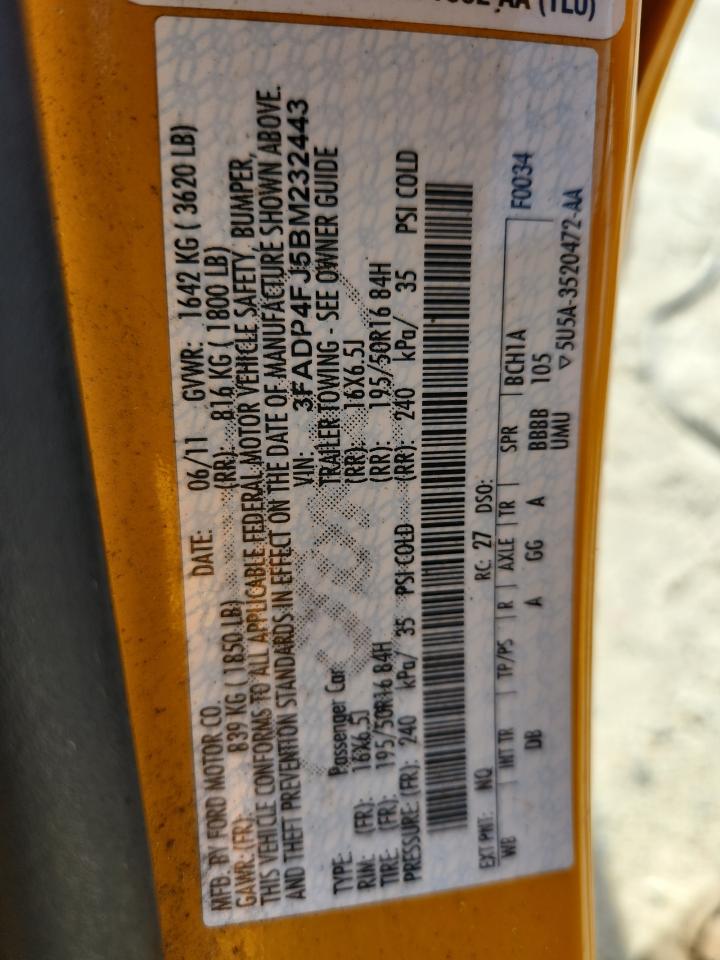 AA (TLU)
MFD. BY FORD MOTOR CO. DATE: 06/11 GVWR: 1642 KG ( 3620 LB)
GAWR: (FR): 839 KG ( 1850 LB) (RR): 816 KG ( 1800 LB)
THIS VEHICLE CONFORMS TO ALL APPLICABLE FEDERAL MOTOR VEHICLE SAFETY, BUMPER,
AND THEFT PREVENTION STANDARDS IN EFFECT ON THE DATE OF MANUFACTURE SHOWN ABOVE.
VIN: 3FADP4FJ5BM232443
TYPE: Passenger Car TRAILER TOWING - SEE OWNER GUIDE
RIM: (FR): 16X6.5J (RR): 16X6.5J
TIRE: (FR): 195/50R16 84H (RR): 195/50R16 84H
PRESSURE: (FR): 240 kPa/ 35 PSI COLD (RR): 240 kPa/ 35 PSI COLD
EXT PNT: NQ RC: 27 DSO: F0034
WB INT TR TP/PS R AXLE TR SPR BCH1A
DB A GG A BBBB 105
UMU ▽5U5A-3520472-AA